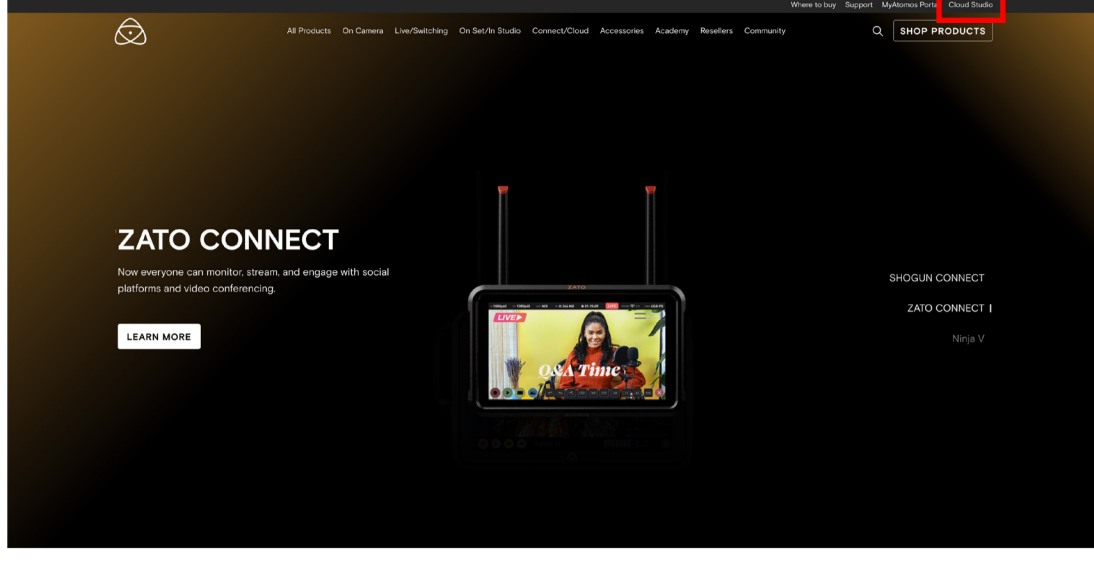 Where to buy Support MyAtomos Portal Cloud Studio
All Products On Camera Live/Switching On Set/In Studio Connect/Cloud Accessories Academy Resellers Community SHOP PRODUCTS
ZATO CONNECT
Now everyone can monitor, stream, and engage with social
platforms and video conferencing.
LEARN MORE
ZATO
LIVE
Q&A Time
SHOGUN CONNECT
ZATO CONNECT
Ninja V